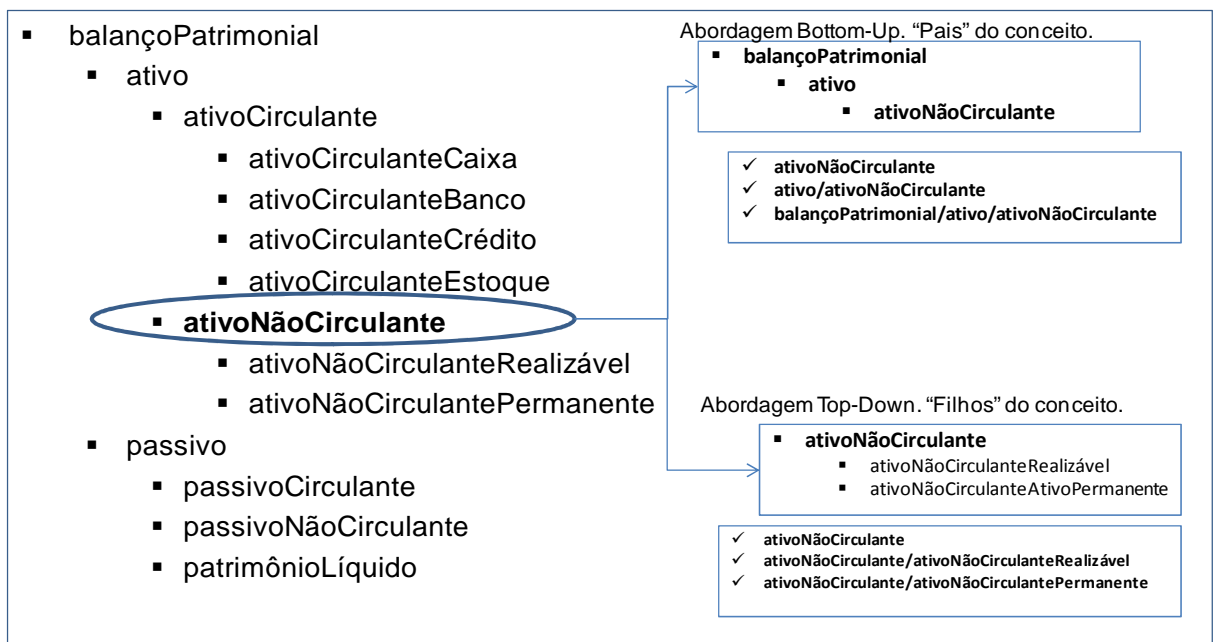 ▪ balançoPatrimonial
▪ ativo
▪ ativoCirculante
▪ ativoCirculanteCaixa
▪ ativoCirculanteBanco
▪ ativoCirculanteCrédito
▪ ativoCirculanteEstoque
▪ ativoNãoCirculante
▪ ativoNãoCirculanteRealizável
▪ ativoNãoCirculantePermanente
▪ passivo
▪ passivoCirculante
▪ passivoNãoCirculante
▪ patrimônioLíquido
Abordagem Bottom-Up. “Pais” do conceito.
▪ balançoPatrimonial
▪ ativo
▪ ativoNãoCirculante
✓ ativoNãoCirculante
✓ ativo/ativoNãoCirculante
✓ balançoPatrimonial/ativo/ativoNãoCirculante
Abordagem Top-Down. “Filhos” do conceito.
▪ ativoNãoCirculante
▪ ativoNãoCirculanteRealizável
▪ ativoNãoCirculanteAtivoPermanente
✓ ativoNãoCirculante
✓ ativoNãoCirculante/ativoNãoCirculanteRealizável
✓ ativoNãoCirculante/ativoNãoCirculantePermanente